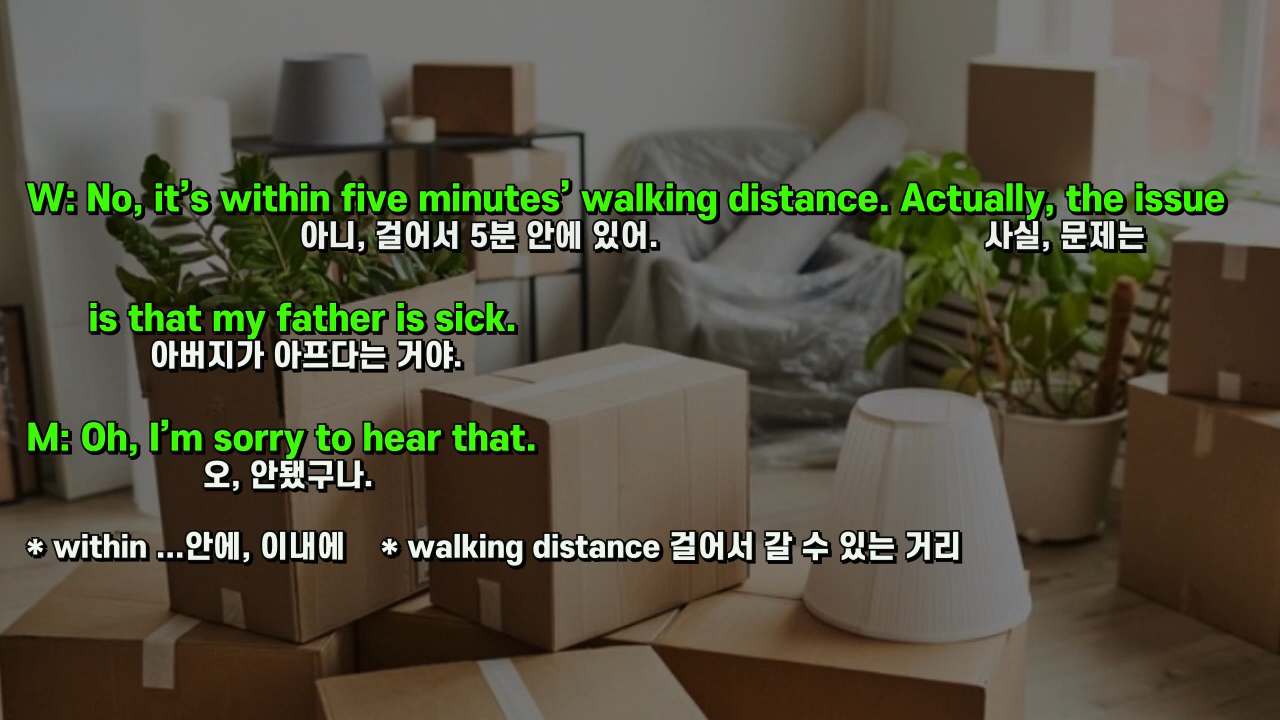 W: No, it’s within five minutes’ walking distance. Actually, the issue
아니, 걸어서 5분 안에 있어. 사실, 문제는
is that my father is sick.
아버지가 아프다는 거야.
M: Oh, I’m sorry to hear that.
오, 안됐구나.
* within ...안에, 이내에 * walking distance 걸어서 갈 수 있는 거리